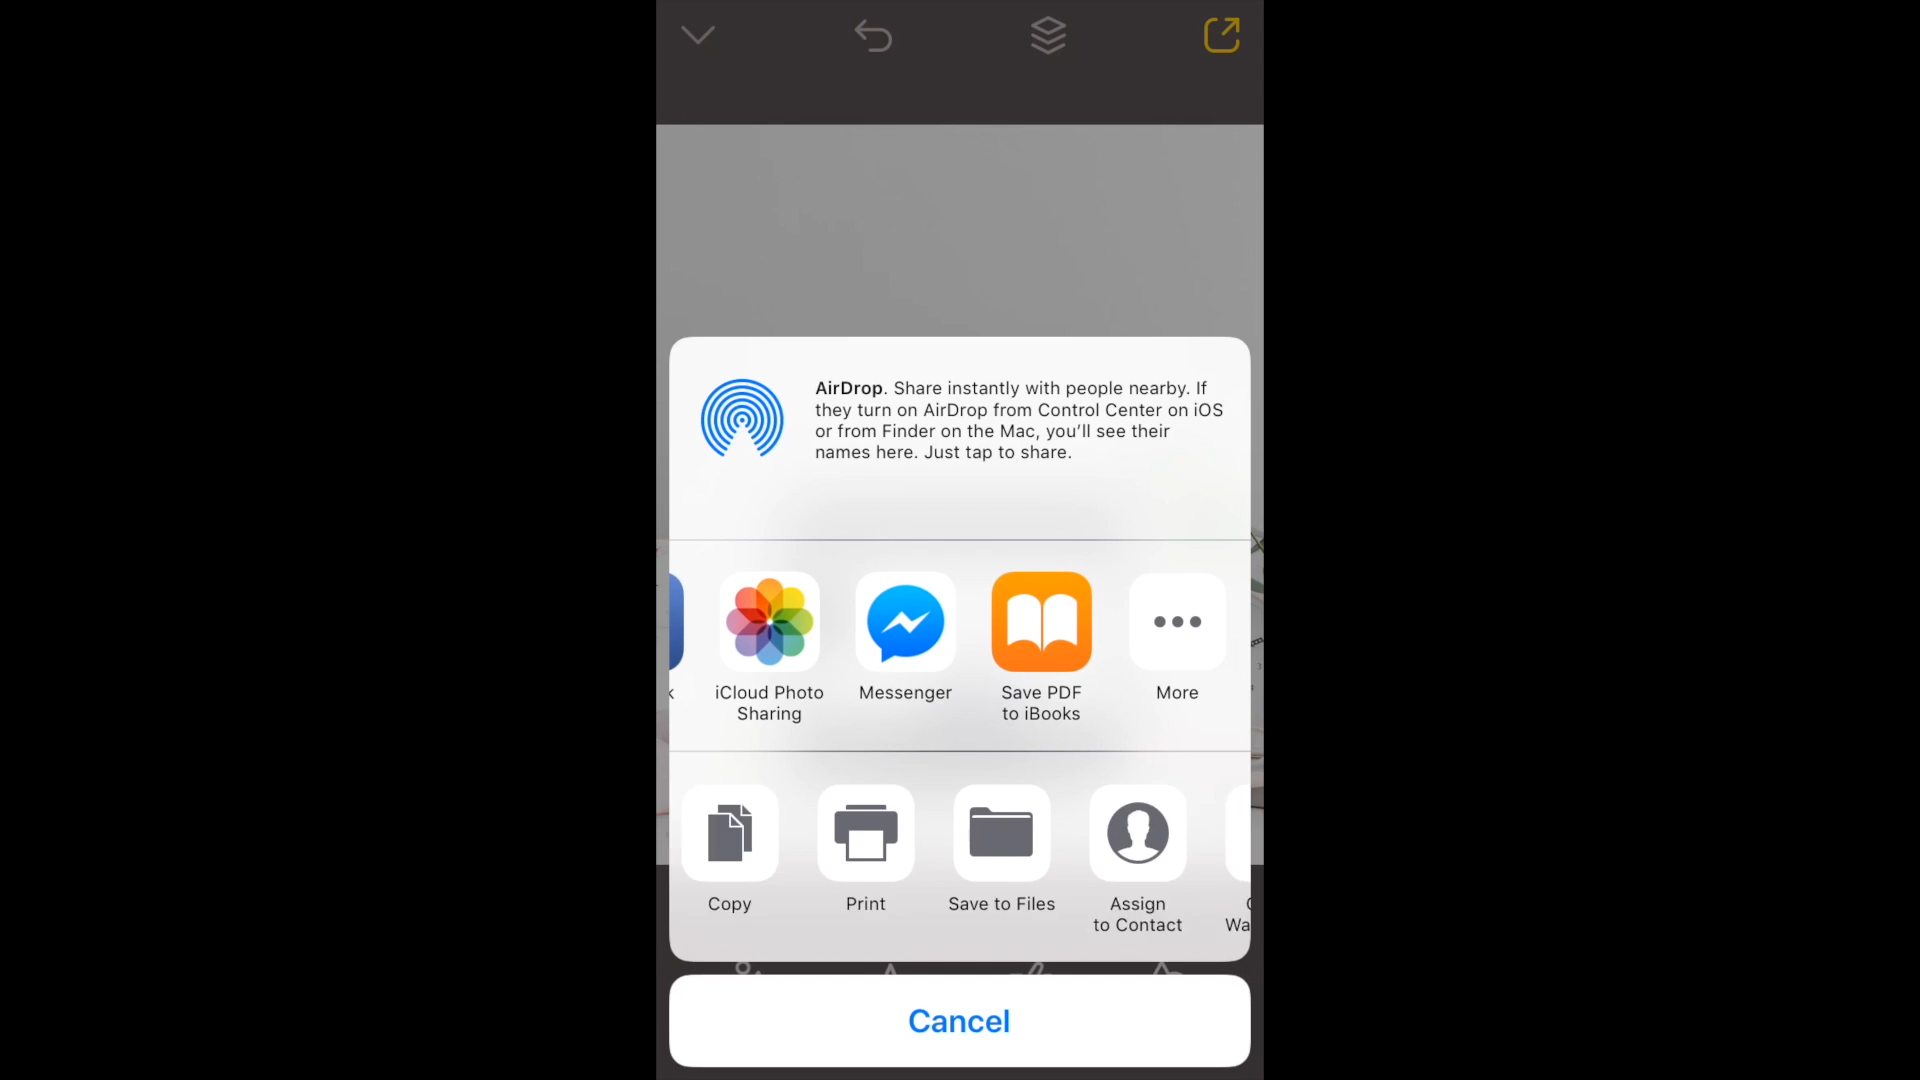 AirDrop. Share instantly with people nearby. If
they turn on AirDrop from Control Center on iOS
or from Finder on the Mac, you’ll see their
names here. Just tap to share.
iCloud Photo
Sharing
Messenger
Save PDF
to iBooks
More
Copy
Print
Save to Files
Assign
to Contact
Cancel